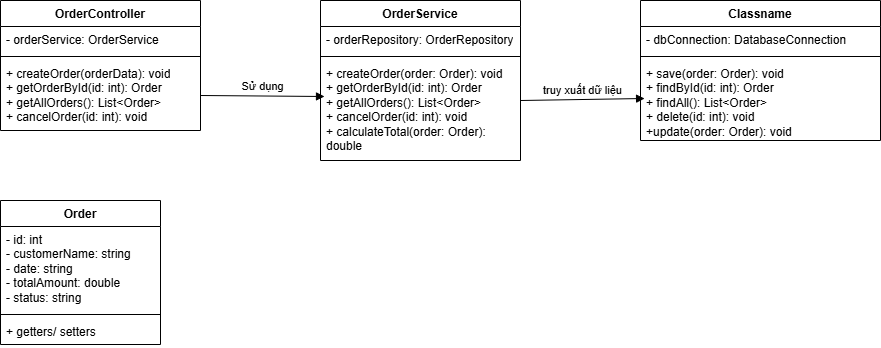 OrderController
- orderService: OrderService
+ createOrder(orderData): void
+ getOrderById(id: int): Order
+ getAllOrders(): List<Order>
+ cancelOrder(id: int): void
Sử dụng
OrderService
- orderRepository: OrderRepository
+ createOrder(order: Order): void
+ getOrderById(id: int): Order
+ getAllOrders(): List<Order>
+ cancelOrder(id: int): void
+ calculateTotal(order: Order):
double
truy xuất dữ liệu
Classname
- dbConnection: DatabaseConnection
+ save(order: Order): void
+ findById(id: int): Order
+ findAll(): List<Order>
+ delete(id: int): void
+update(order: Order): void
Order
- id: int
- customerName: string
- date: string
- totalAmount: double
- status: string
+ getters/ setters